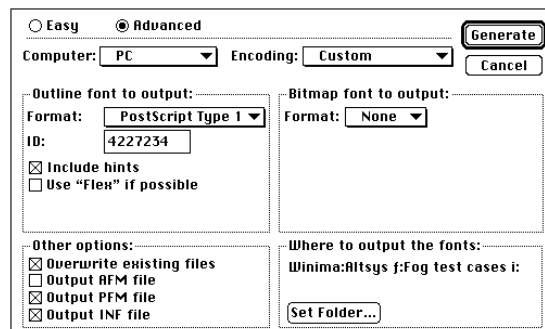 Easy Advanced
Generate
Computer: PC Encoding: Custom
Cancel
Outline font to output:
Format: PostScript Type 1
ID: 4227234
Include hints
Use “Flex” if possible
Bitmap font to output:
Format: None
Other options:
Overwrite existing files
Output AFM file
Output PFM file
Output INF file
Where to output the fonts:
Winima:Altsys ƒ:Fog test cases i:
Set Folder...